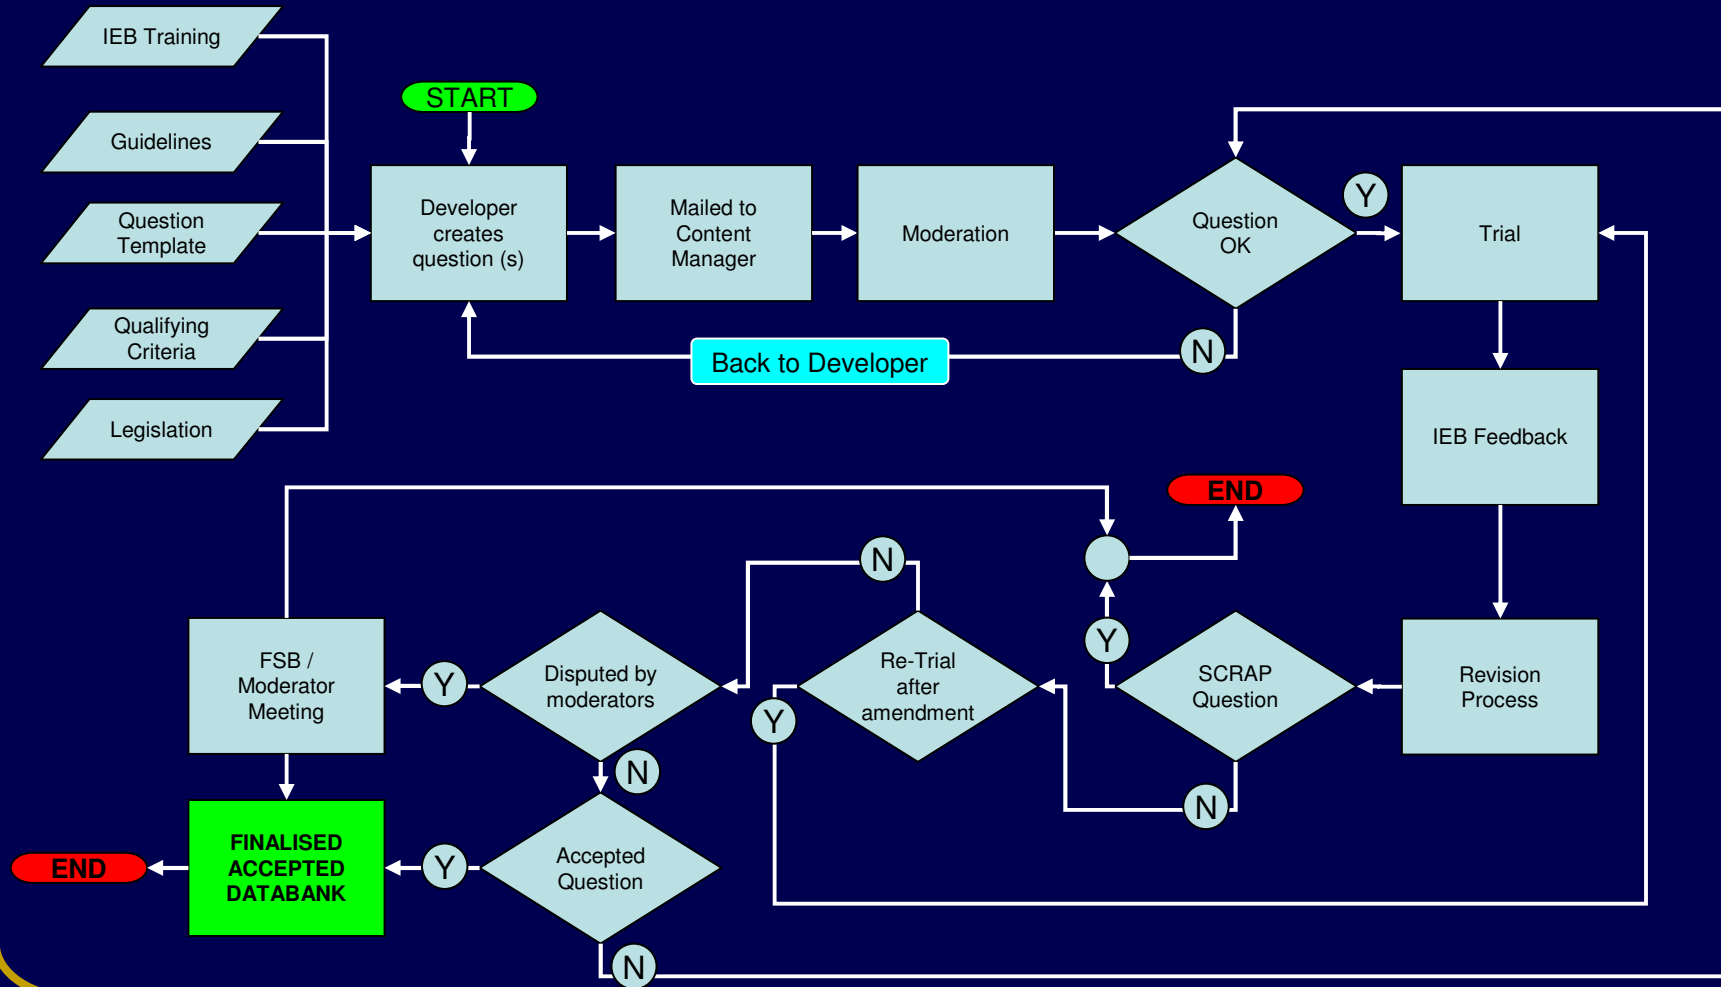 IEB Training
START
Guidelines
Question
Template
Developer
creates
question (s)
Mailed to
Content
Manager
Moderation
Question
OK
Y
Trial
Qualifying
Criteria
Back to Developer
N
Legislation
IEB Feedback
END
N
FSB /
Moderator
Meeting
Y
Disputed by
moderators
Y
Re-Trial
after
amendment
Y
SCRAP
Question
Revision
Process
N
N
FINALISED
ACCEPTED
DATABANK
END
Y
Accepted
Question
N